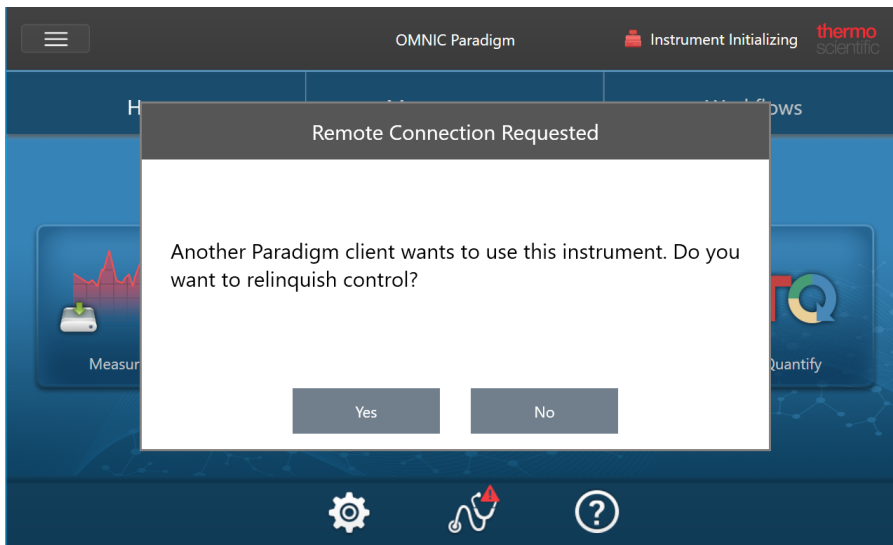 OMNIC Paradigm
Instrument Initializing
thermo
scientific
Remote Connection Requested
Another Paradigm client wants to use this instrument. Do you
want to relinquish control?
Yes
No
?